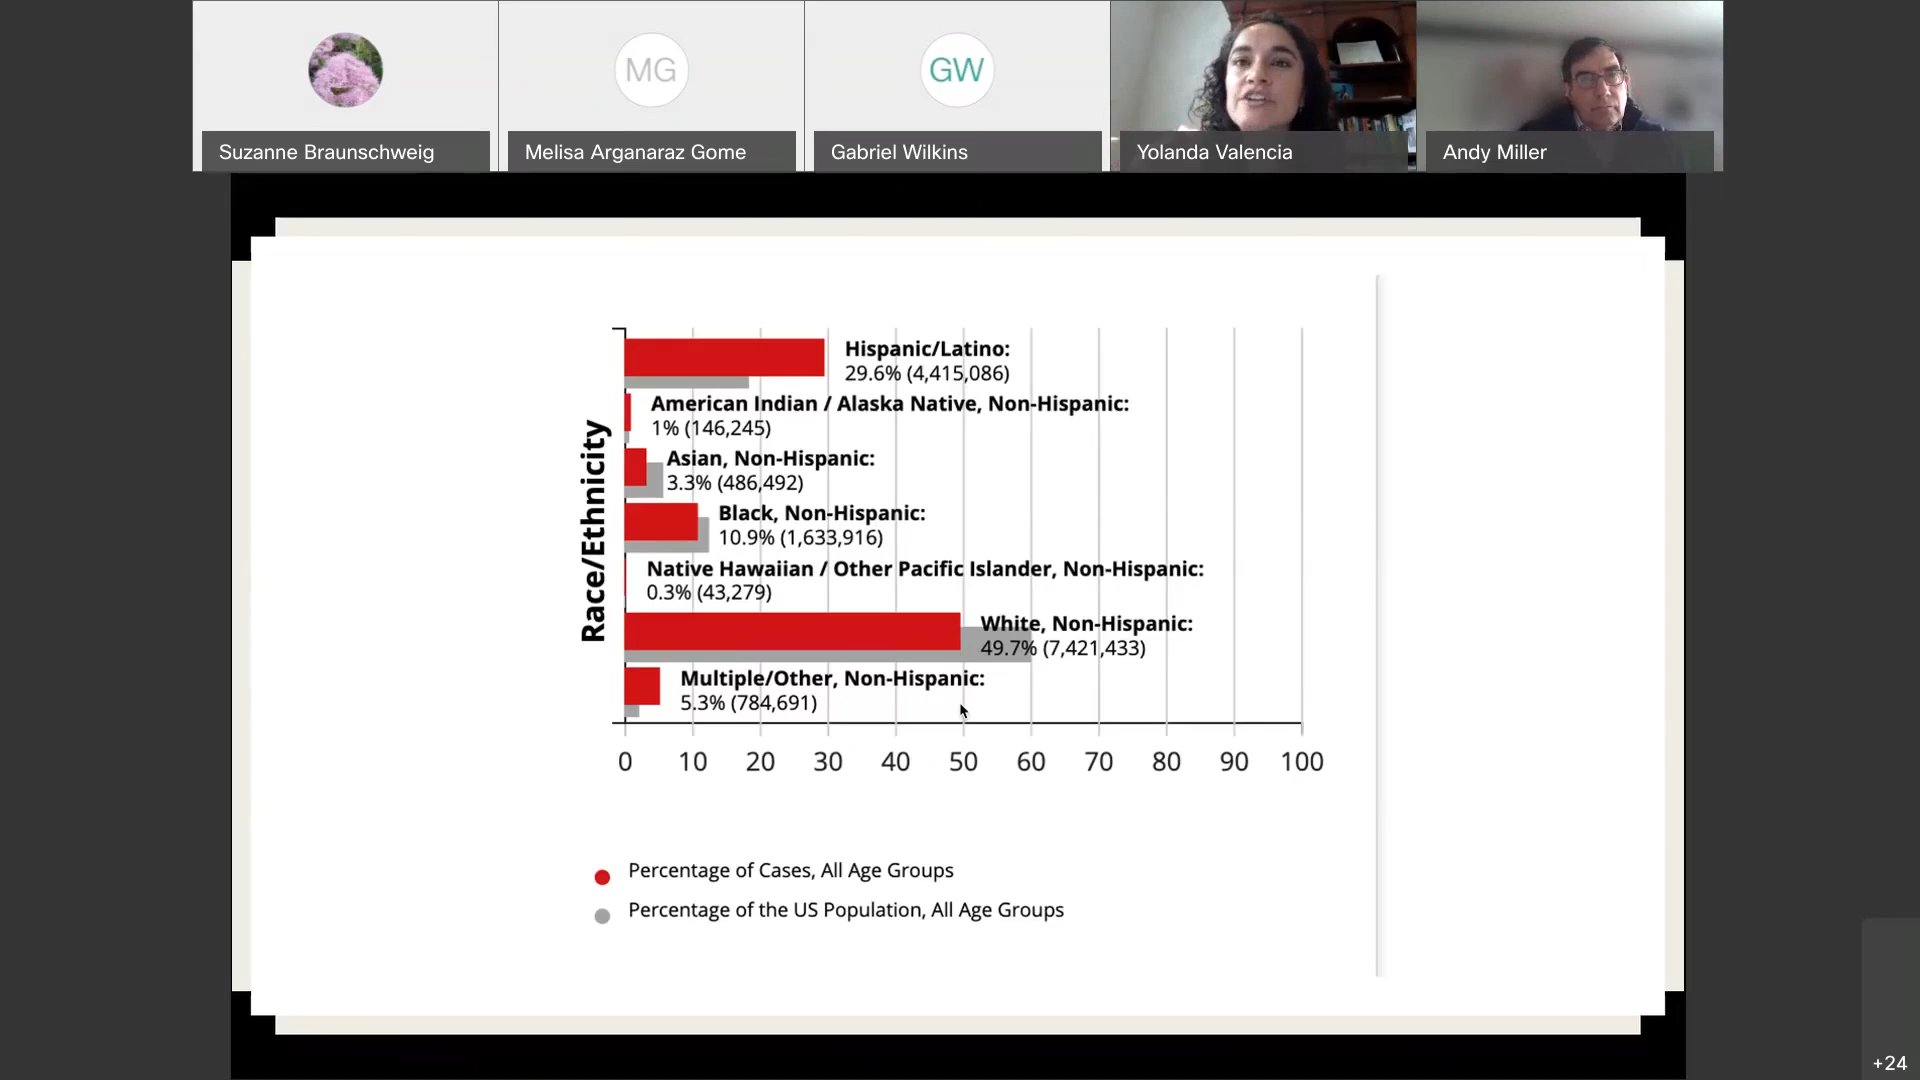 MG
GW
Suzanne Braunschweig
Melisa Arganaraz Gome
Gabriel Wilkins
Yolanda Valencia
Andy Miller
Race/Ethnicity
Hispanic/Latino:
29.6% (4,415,086)
American Indian / Alaska Native, Non-Hispanic:
1% (146,245)
Asian, Non-Hispanic:
3.3% (486,492)
Black, Non-Hispanic:
10.9% (1,633,916)
Native Hawaiian / Other Pacific Islander, Non-Hispanic:
0.3% (43,279)
White, Non-Hispanic:
49.7% (7,421,433)
Multiple/Other, Non-Hispanic:
5.3% (784,691)
0 10 20 30 40 50 60 70 80 90 100
Percentage of Cases, All Age Groups
Percentage of the US Population, All Age Groups
+24